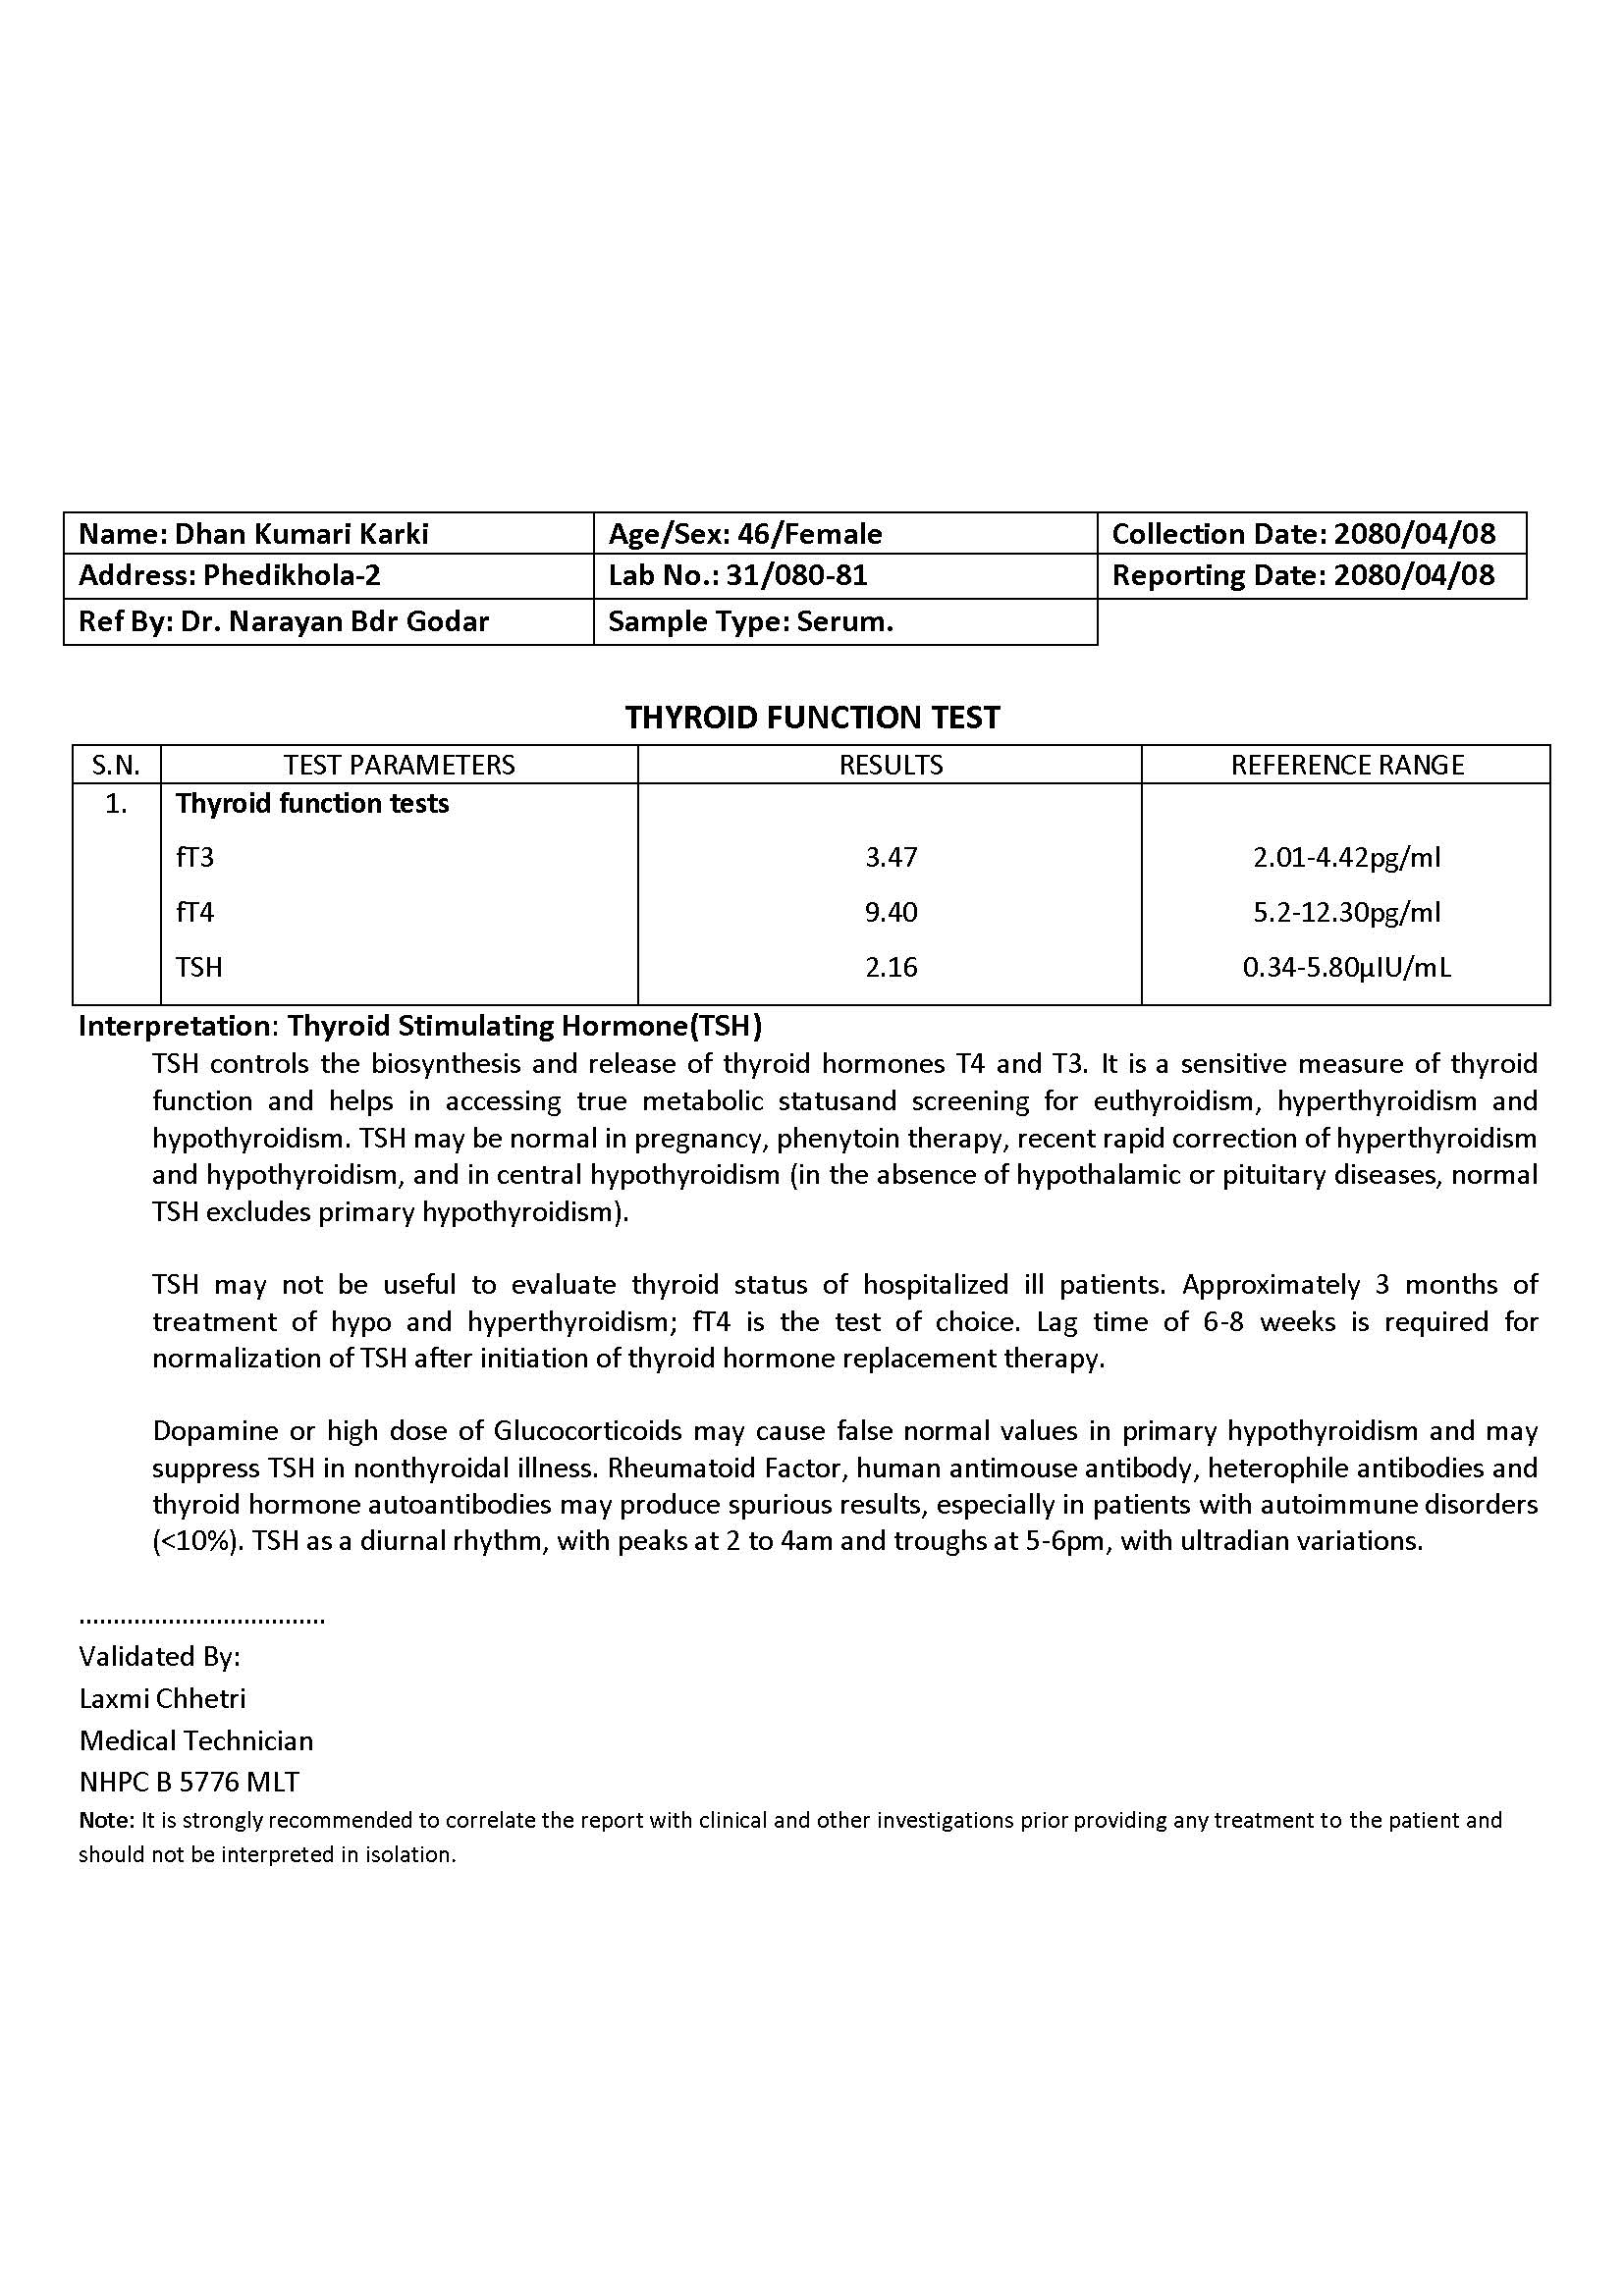 Name: Dhan Kumari Karki Age/Sex: 46/Female Collection Date: 2080/04/08
Address: Phedikhola-2 Lab No.: 31/080-81 Reporting Date: 2080/04/08
Ref By: Dr. Narayan Bdr Godar Sample Type: Serum.
THYROID FUNCTION TEST
S.N. TEST PARAMETERS RESULTS REFERENCE RANGE
1. Thyroid function tests
fT3 3.47 2.01-4.42pg/ml
fT4 9.40 5.2-12.30pg/ml
TSH 2.16 0.34-5.80µIU/mL
Interpretation: Thyroid Stimulating Hormone(TSH)
TSH controls the biosynthesis and release of thyroid hormones T4 and T3. It is a sensitive measure of thyroid
function and helps in accessing true metabolic statusand screening for euthyroidism, hyperthyroidism and
hypothyroidism. TSH may be normal in pregnancy, phenytoin therapy, recent rapid correction of hyperthyroidism
and hypothyroidism, and in central hypothyroidism (in the absence of hypothalamic or pituitary diseases, normal
TSH excludes primary hypothyroidism).
TSH may not be useful to evaluate thyroid status of hospitalized ill patients. Approximately 3 months of
treatment of hypo and hyperthyroidism; fT4 is the test of choice. Lag time of 6-8 weeks is required for
normalization of TSH after initiation of thyroid hormone replacement therapy.
Dopamine or high dose of Glucocorticoids may cause false normal values in primary hypothyroidism and may
suppress TSH in nonthyroidal illness. Rheumatoid Factor, human antimouse antibody, heterophile antibodies and
thyroid hormone autoantibodies may produce spurious results, especially in patients with autoimmune disorders
(<10%). TSH as a diurnal rhythm, with peaks at 2 to 4am and troughs at 5-6pm, with ultradian variations.
....................................
Validated By:
Laxmi Chhetri
Medical Technician
NHPC B 5776 MLT
Note: It is strongly recommended to correlate the report with clinical and other investigations prior providing any treatment to the patient and
should not be interpreted in isolation.